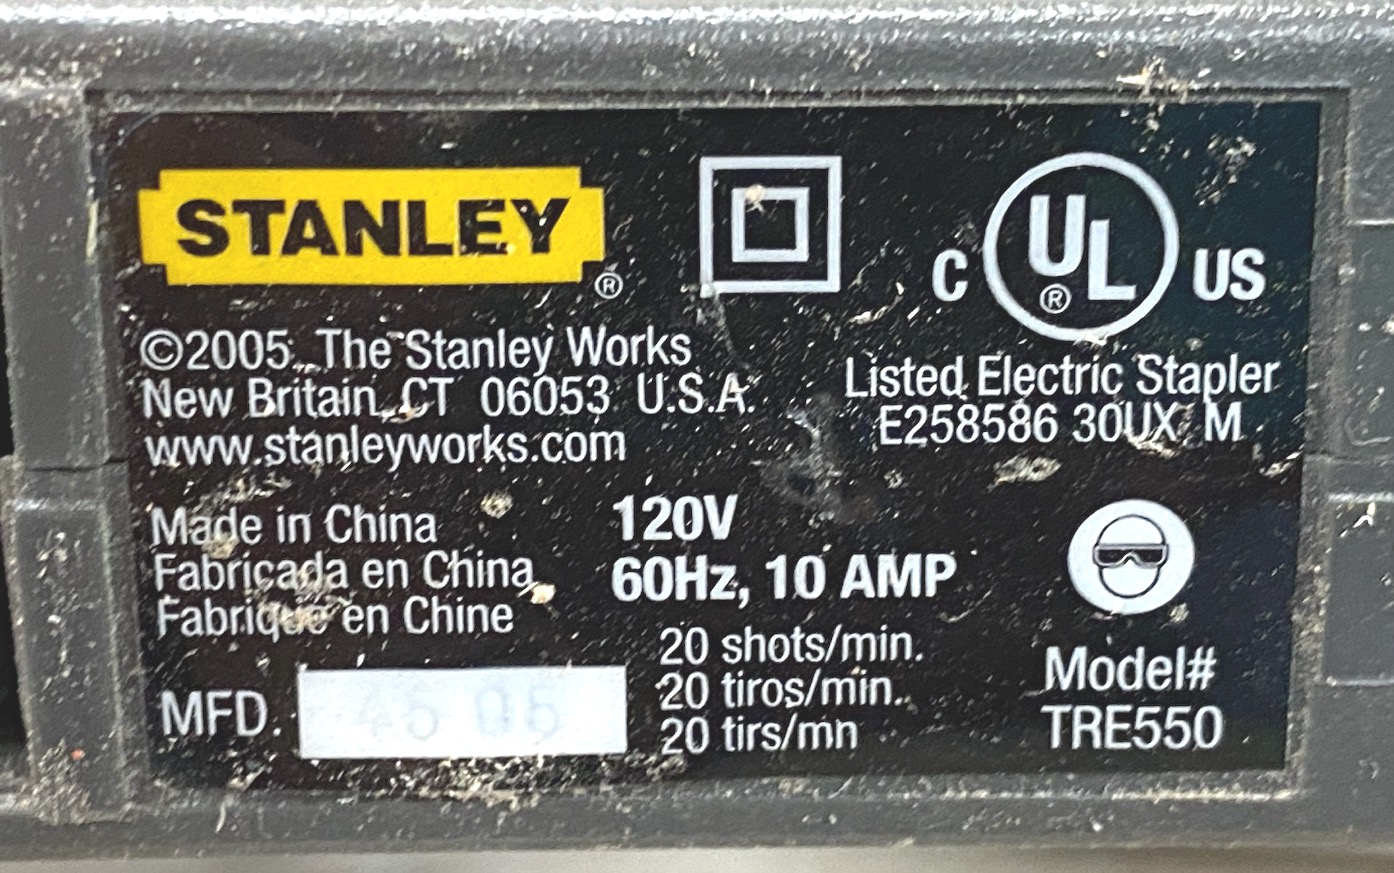 STANLEY®
©2005 The Stanley Works
New Britain, CT 06053 U.S.A.
www.stanleyworks.com
C UL® US
Listed Electric Stapler
E258586 30UX M
Made in China
Fabricada en China
Fabriqué en Chine
MFD.
120V
60Hz, 10 AMP
20 shots/min.
20 tiros/min.
20 tirs/mn
Model#
TRE550